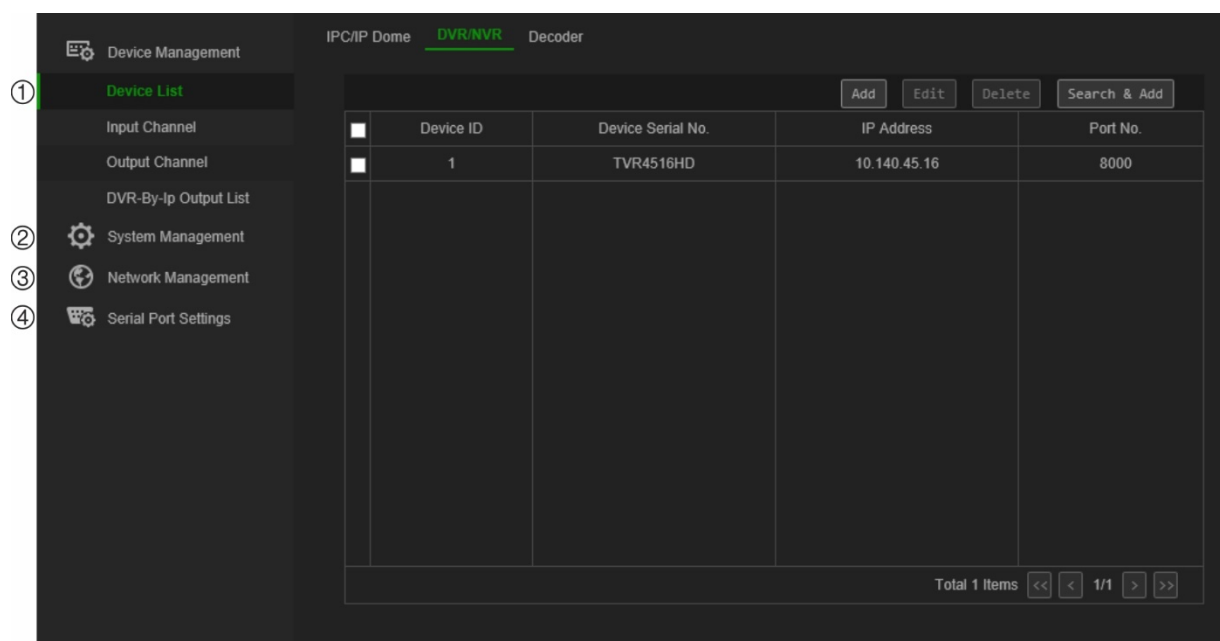 IPC/IP Dome DVR/NVR Decoder
Device Management
① Device List
Add Edit Delete Search & Add
Input Channel
Device ID Device Serial No. IP Address Port No.
Output Channel
1 TVR4516HD 10.140.45.16 8000
DVR-By-Ip Output List
② System Management
③ Network Management
④ Serial Port Settings
Total 1 Items << < 1/1 > >>